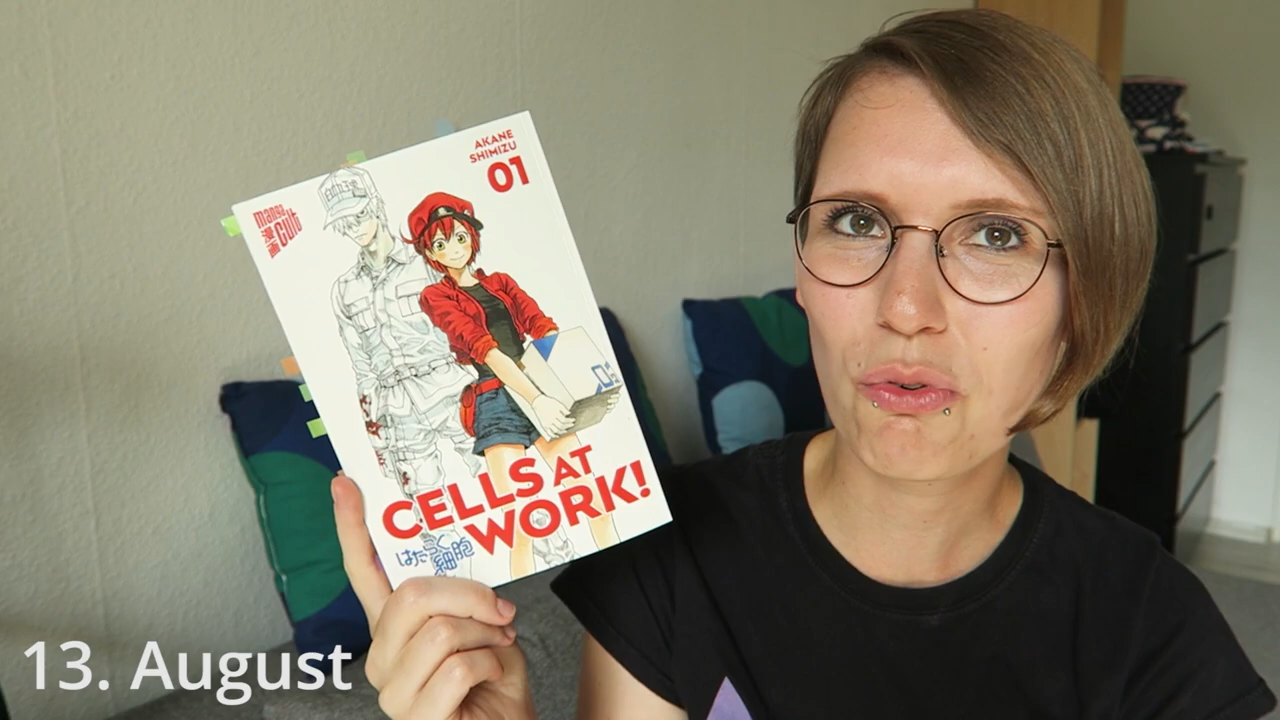 AKANE
SHIMIZU
01
manga
cult
CELLS AT
WORK!
はたらく
細胞
13. August